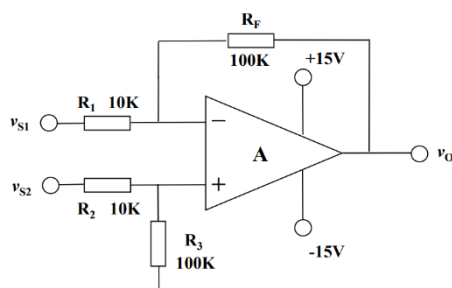 R_F
100K
+15V
R_1 10K
v_S1
−
A
v_O
v_S2
+
R_2 10K
R_3
100K
-15V